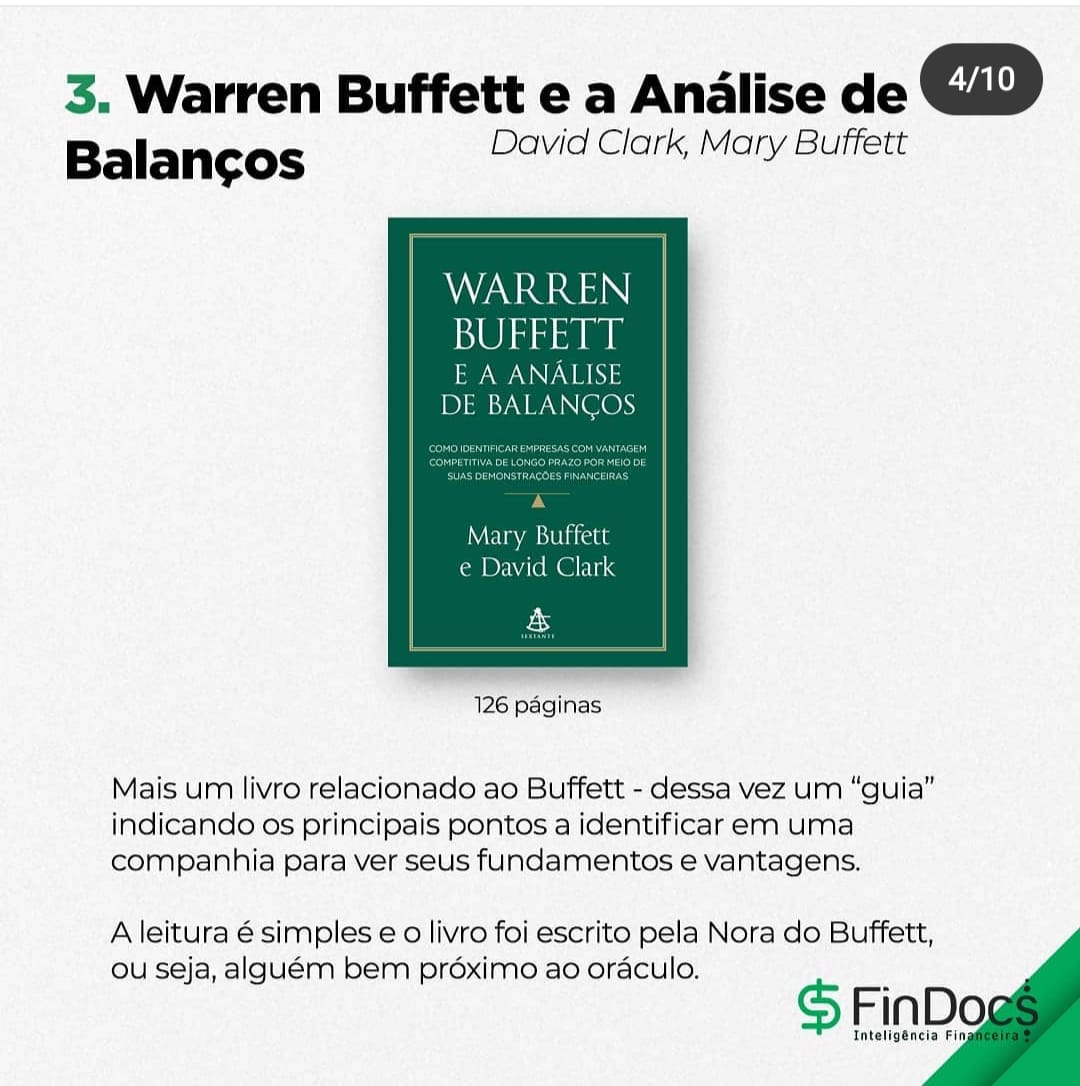 3. Warren Buffett e a Análise de
Balanços
David Clark, Mary Buffett
4/10
WARREN
BUFFETT
E A ANÁLISE
DE BALANÇOS
COMO IDENTIFICAR EMPRESAS COM VANTAGEM
COMPETITIVA DE LONGO PRAZO POR MEIO DE
SUAS DEMONSTRAÇÕES FINANCEIRAS
Mary Buffett
e David Clark
SEXTANTE
126 páginas
Mais um livro relacionado ao Buffett - dessa vez um “guia”
indicando os principais pontos a identificar em uma
companhia para ver seus fundamentos e vantagens.
A leitura é simples e o livro foi escrito pela Nora do Buffett,
ou seja, alguém bem próximo ao oráculo.
$ FinDocs
Inteligência Financeira